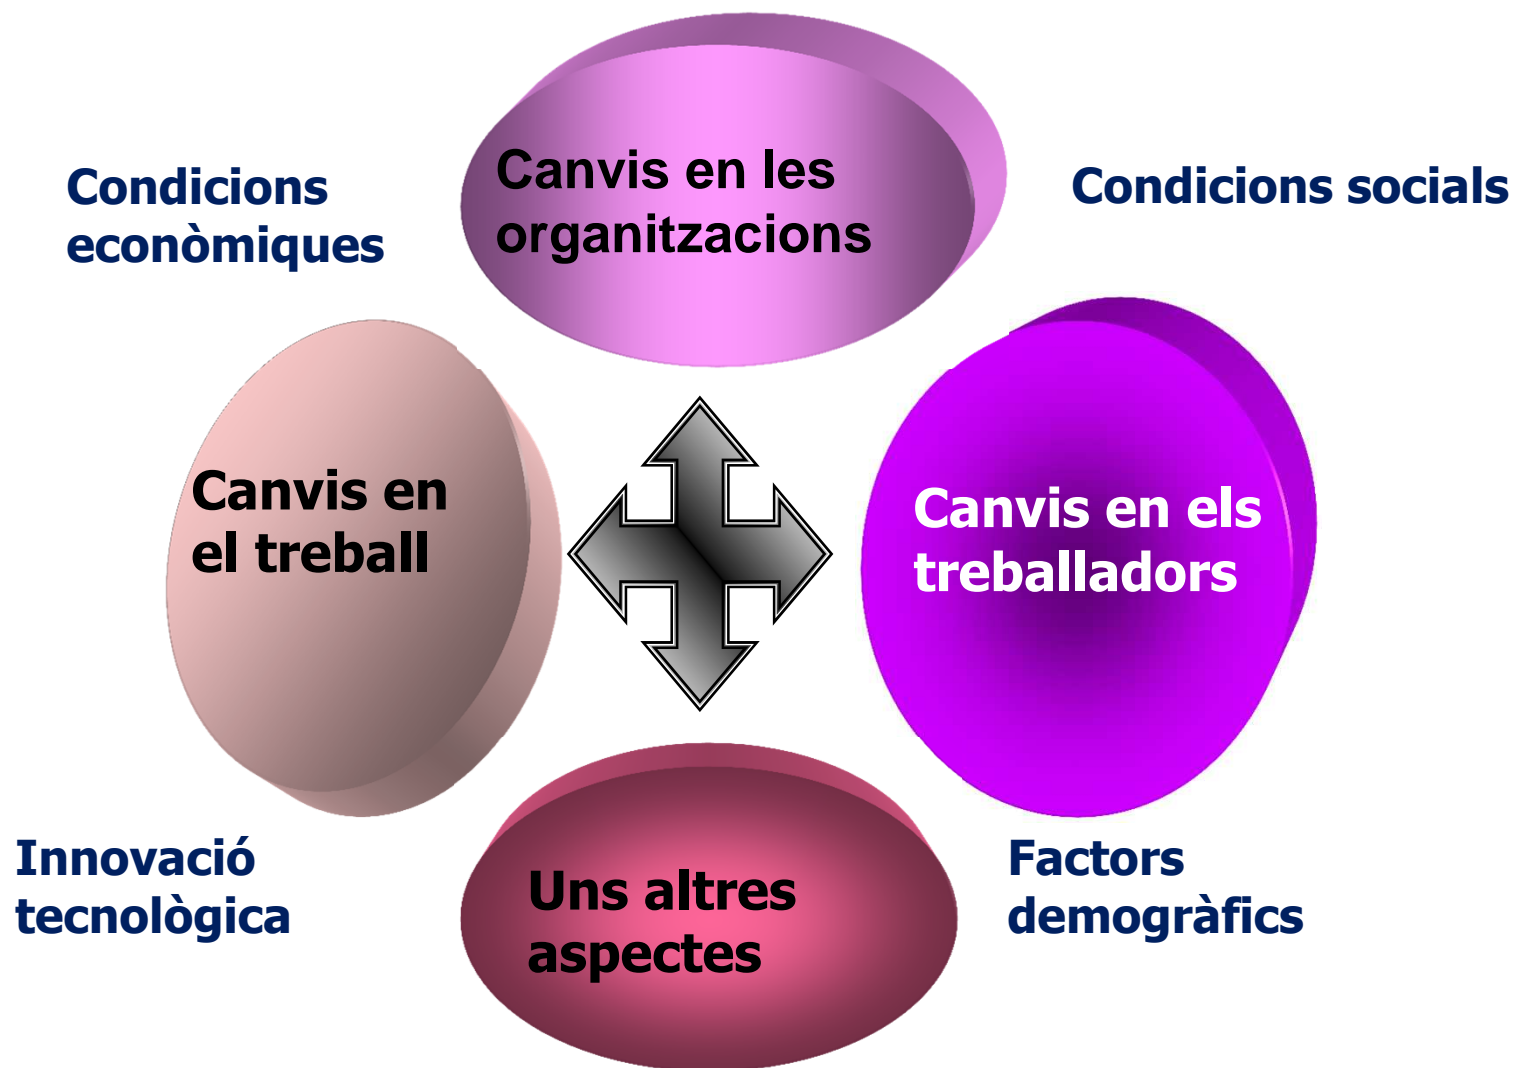 Canvis en les
organitzacions
Condicions
econòmiques
Condicions socials
Canvis en
el treball
Canvis en els
treballadors
Innovació
tecnològica
Uns altres
aspectes
Factors
demogràfics